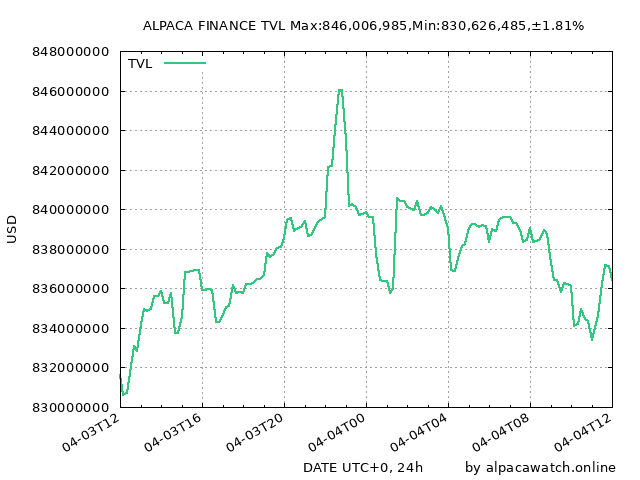 ALPACA FINANCE TVL Max:846,006,985,Min:830,626,485,±1.81%
848000000
TVL
846000000
844000000
842000000
840000000
USD
838000000
836000000
834000000
832000000
830000000
04-03T12 04-03T16 04-03T20 04-04T00 04-04T04 04-04T08 04-04T12
DATE UTC+0, 24h by alpacawatch.online